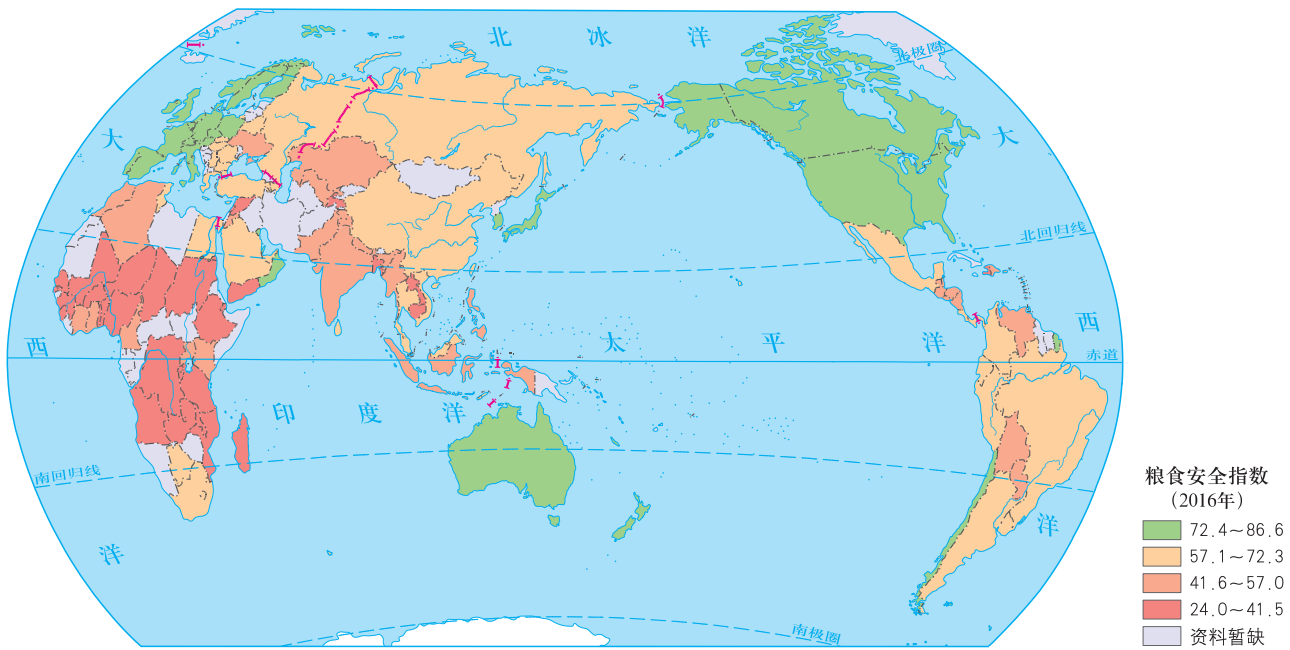 北 冰 洋
北极圈
大
大
北回归线
西
太 平 洋
西
赤道
印 度 洋
南回归线
洋
洋
南极圈
粮食安全指数
(2016年)
72.4～86.6
57.1～72.3
41.6～57.0
24.0～41.5
资料暂缺